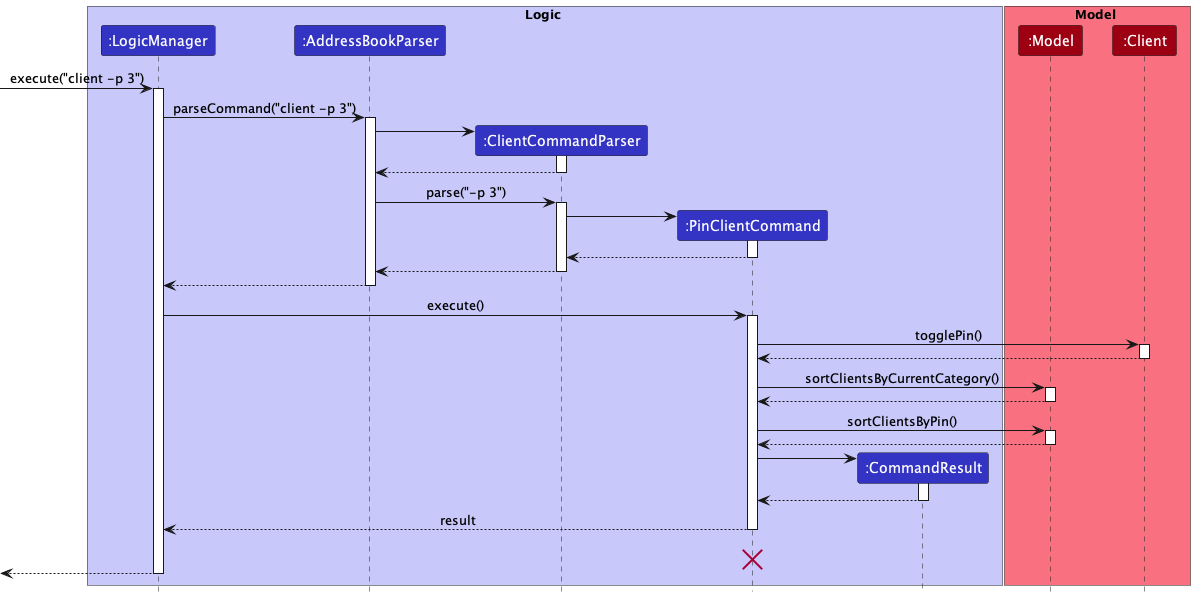 Logic
Model
:LogicManager
:AddressBookParser
:Model
:Client
execute("client -p 3")
parseCommand("client -p 3")
:ClientCommandParser
parse("-p 3")
:PinClientCommand
execute()
togglePin()
sortClientsByCurrentCategory()
sortClientsByPin()
:CommandResult
result